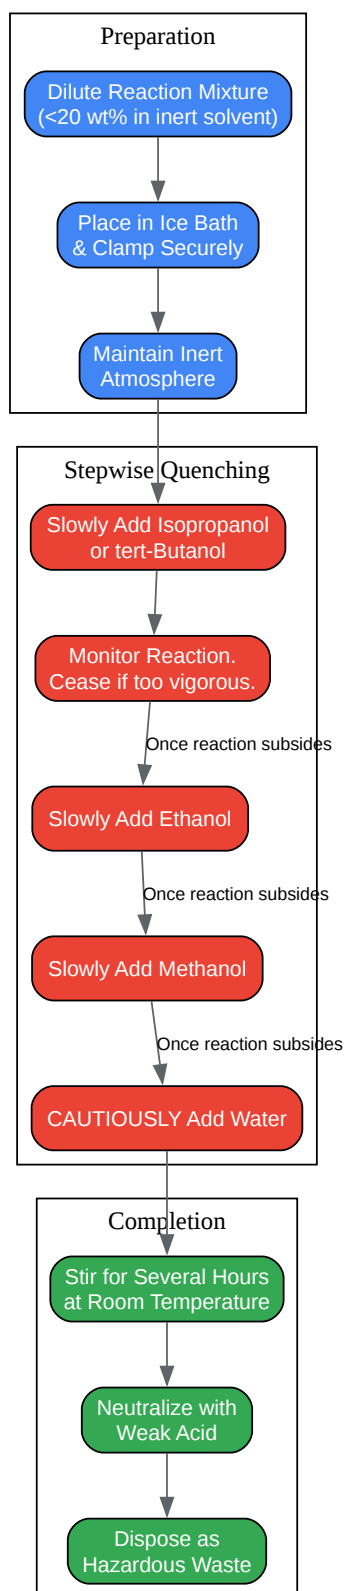 Preparation
Dilute Reaction Mixture
(<20 wt% in inert solvent)
Place in Ice Bath
& Clamp Securely
Maintain Inert
Atmosphere
Stepwise Quenching
Slowly Add Isopropanol
or tert-Butanol
Monitor Reaction.
Cease if too vigorous.
Once reaction subsides
Slowly Add Ethanol
Once reaction subsides
Slowly Add Methanol
Once reaction subsides
CAUTIOUSLY Add Water
Completion
Stir for Several Hours
at Room Temperature
Neutralize with
Weak Acid
Dispose as
Hazardous Waste